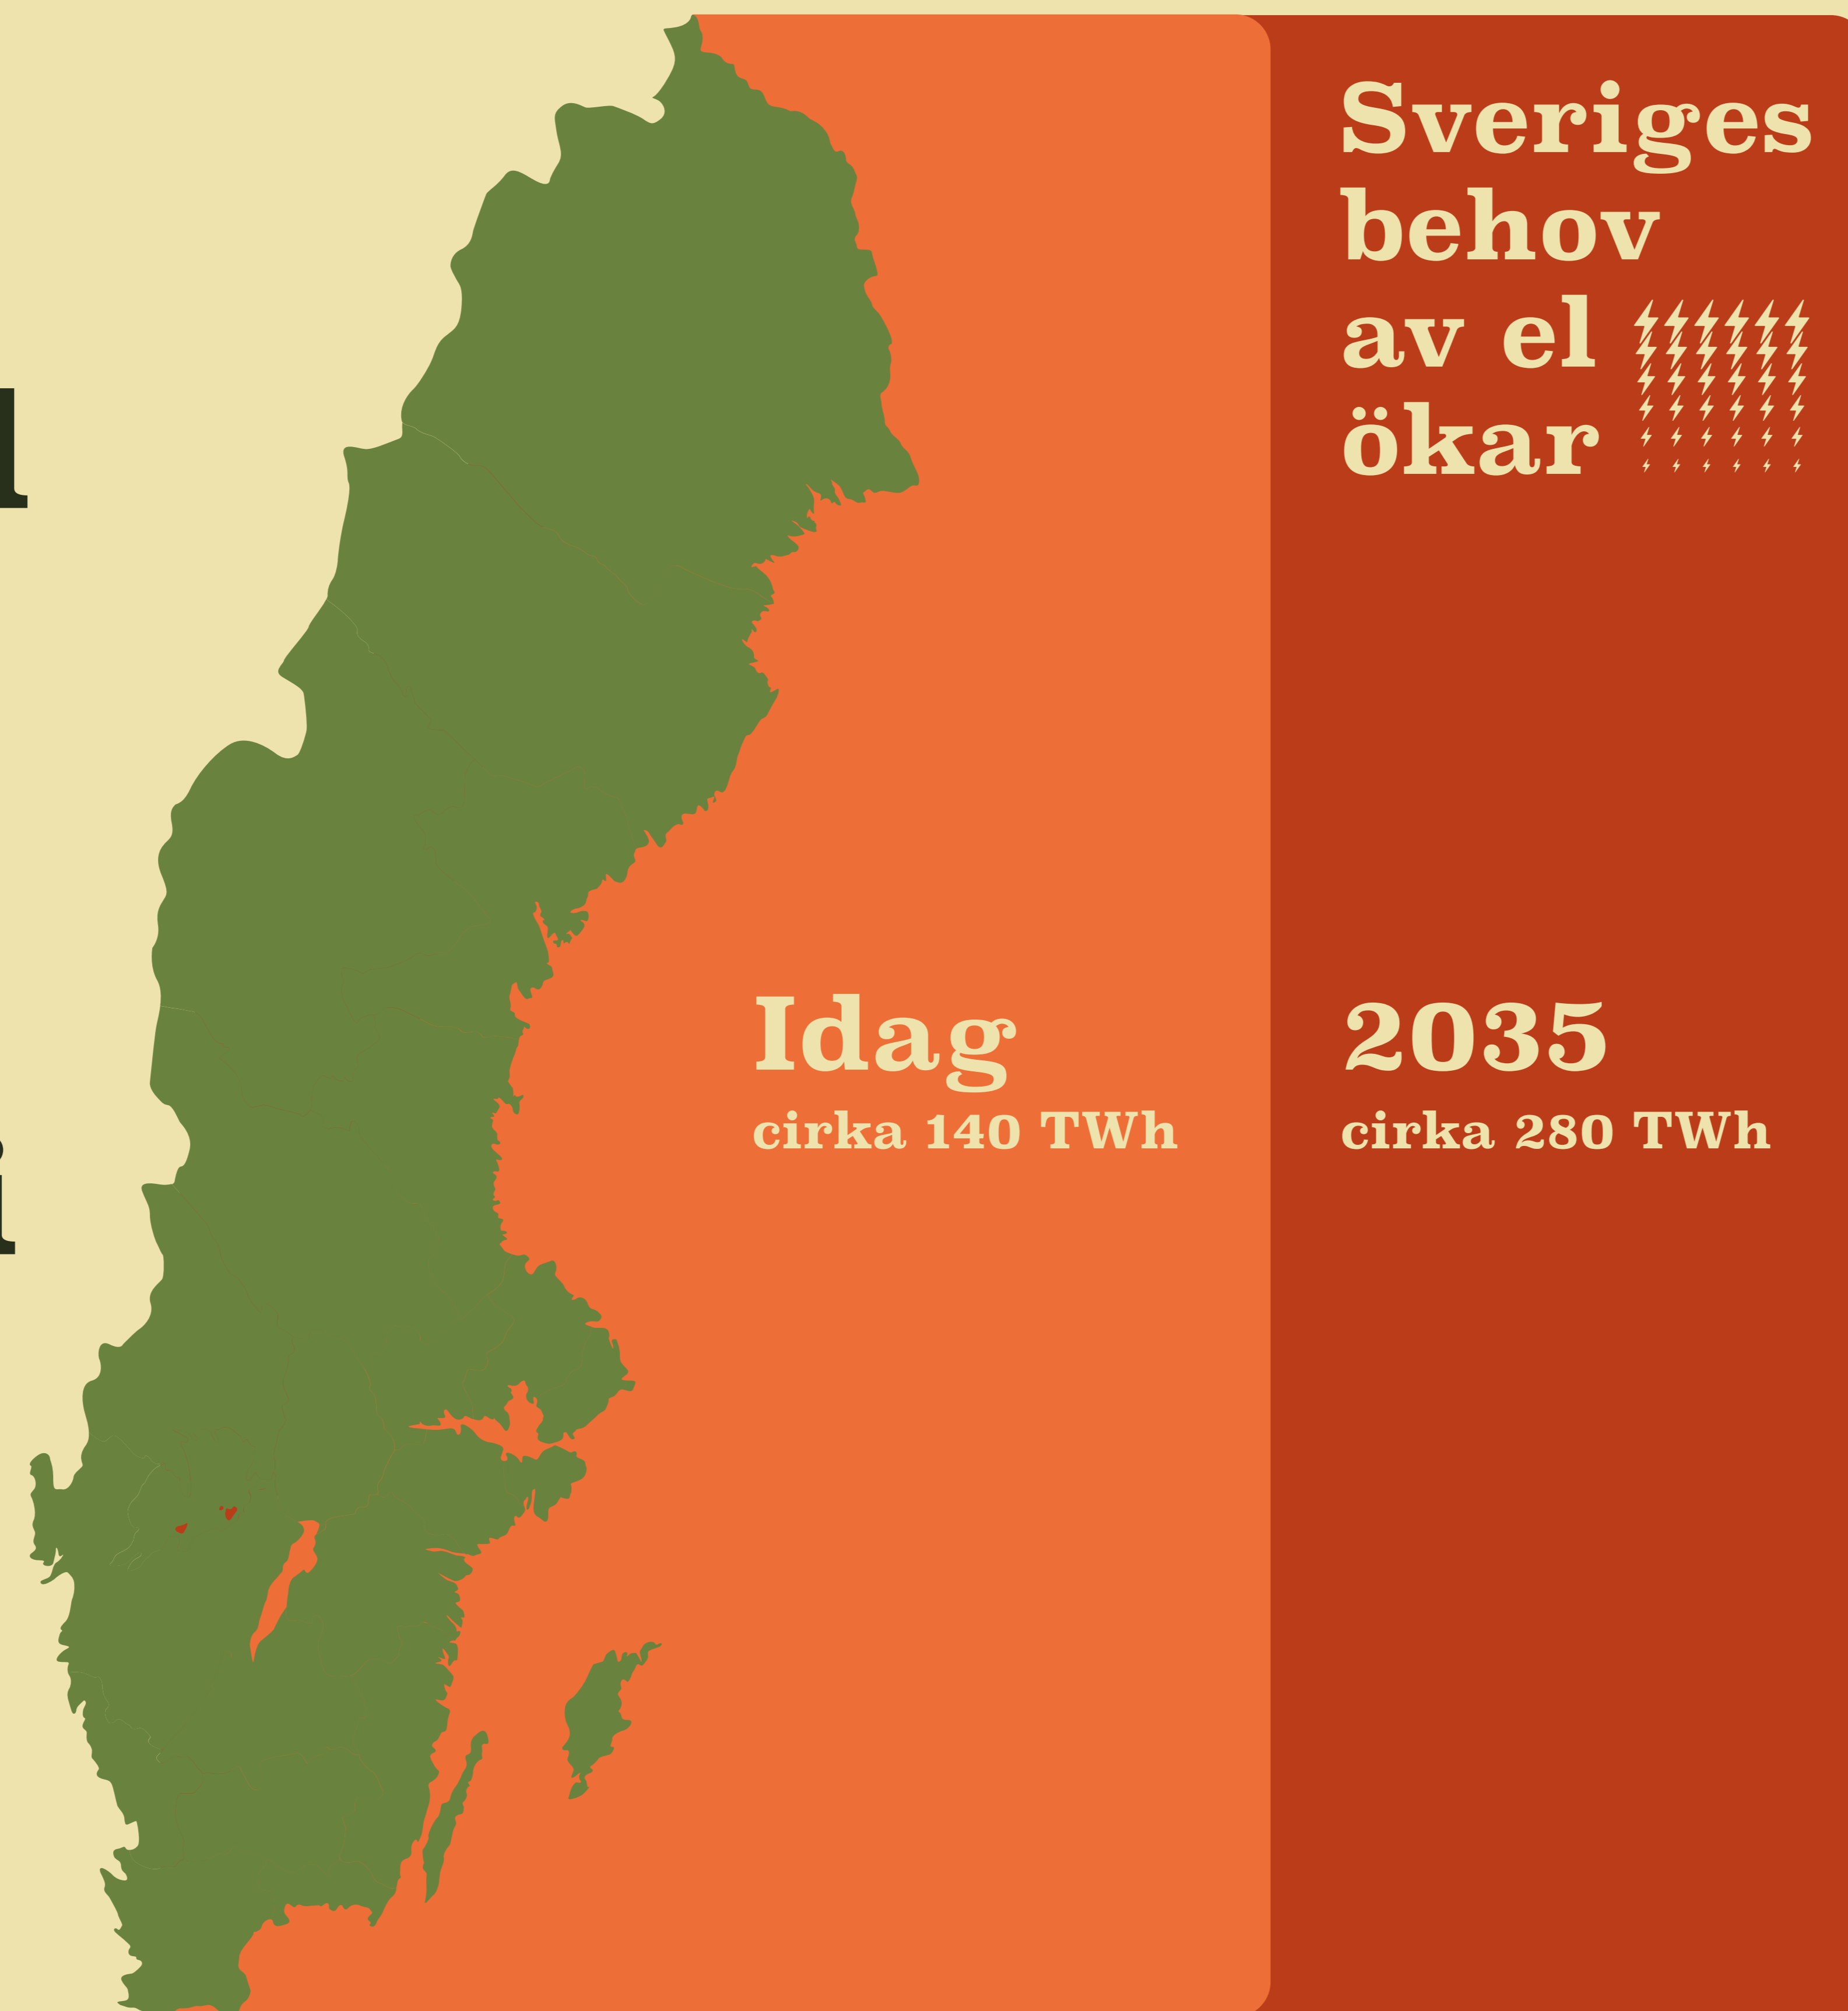 Sveriges
behov
av el
ökar
Idag
cirka 140 TWh
2035
cirka 280 TWh